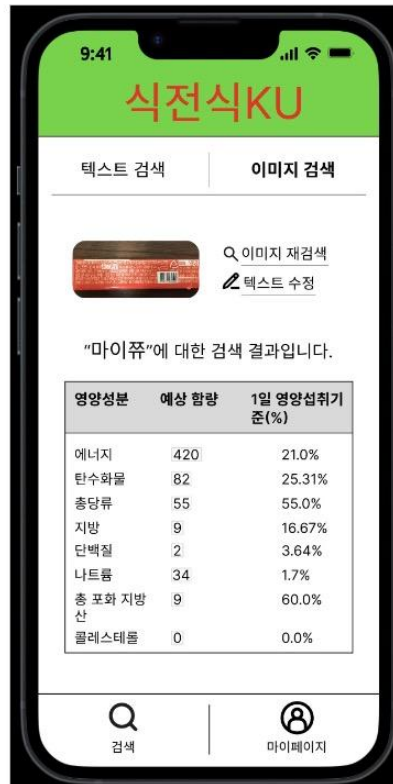 9:41
식전식KU
텍스트 검색
이미지 검색
이미지 재검색
텍스트 수정
“마이쮸”에 대한 검색 결과입니다.
영양성분 예상 함량 1일 영양섭취기
준(%)
에너지 420 21.0%
탄수화물 82 25.31%
총당류 55 55.0%
지방 9 16.67%
단백질 2 3.64%
나트륨 34 1.7%
총 포화 지방 9 60.0%
산
콜레스테롤 0 0.0%
검색
마이페이지